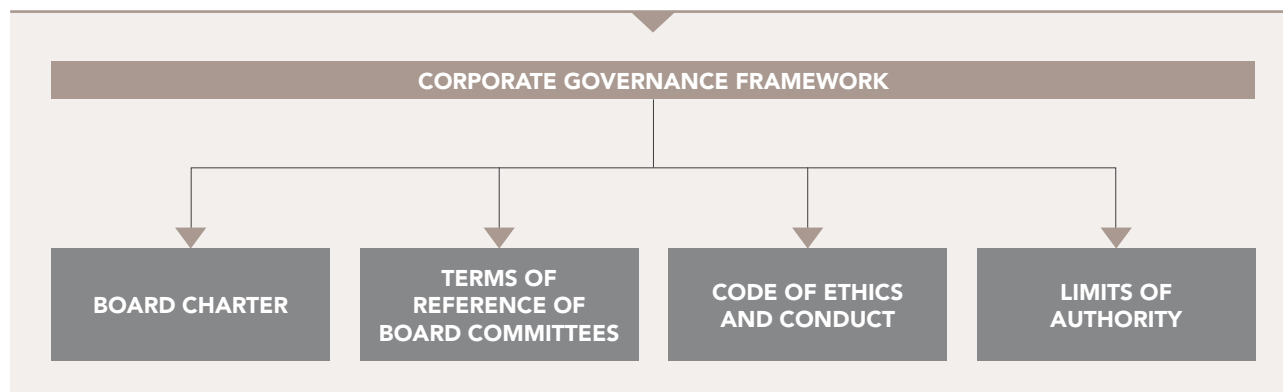 CORPORATE GOVERNANCE FRAMEWORK
BOARD CHARTER
TERMS OF
REFERENCE OF
BOARD COMMITTEES
CODE OF ETHICS
AND CONDUCT
LIMITS OF
AUTHORITY